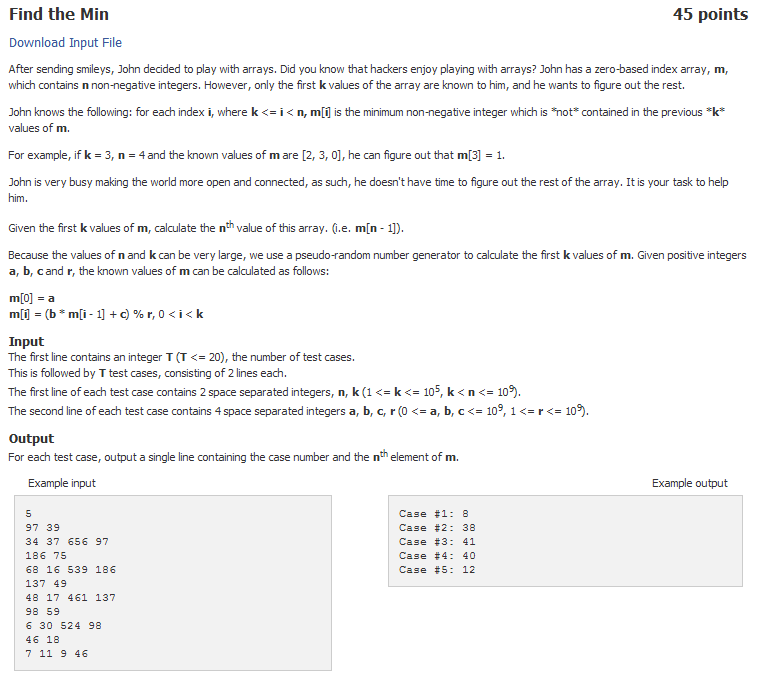 Find the Min
45 points
Download Input File
After sending smileys, John decided to play with arrays. Did you know that hackers enjoy playing with arrays? John has a zero-based index array, m,
which contains n non-negative integers. However, only the first k values of the array are known to him, and he wants to figure out the rest.
John knows the following: for each index i, where k <= i < n, m[i] is the minimum non-negative integer which is *not* contained in the previous *k*
values of m.
For example, if k = 3, n = 4 and the known values of m are [2, 3, 0], he can figure out that m[3] = 1.
John is very busy making the world more open and connected, as such, he doesn't have time to figure out the rest of the array. It is your task to help
him.
Given the first k values of m, calculate the nth value of this array. (i.e. m[n - 1]).
Because the values of n and k can be very large, we use a pseudo-random number generator to calculate the first k values of m. Given positive integers
a, b, c and r, the known values of m can be calculated as follows:
m[0] = a
m[i] = (b * m[i - 1] + c) % r, 0 < i < k
Input
The first line contains an integer T (T <= 20), the number of test cases.
This is followed by T test cases, consisting of 2 lines each.
The first line of each test case contains 2 space separated integers, n, k (1 <= k <= 10^5, k < n <= 10^9).
The second line of each test case contains 4 space separated integers a, b, c, r (0 <= a, b, c <= 10^9, 1 <= r <= 10^9).
Output
For each test case, output a single line containing the case number and the nth element of m.
Example input
5
97 39
34 37 656 97
186 75
68 16 539 186
137 49
48 17 461 137
98 59
6 30 524 98
46 18
7 11 9 46
Example output
Case #1: 8
Case #2: 38
Case #3: 41
Case #4: 40
Case #5: 12